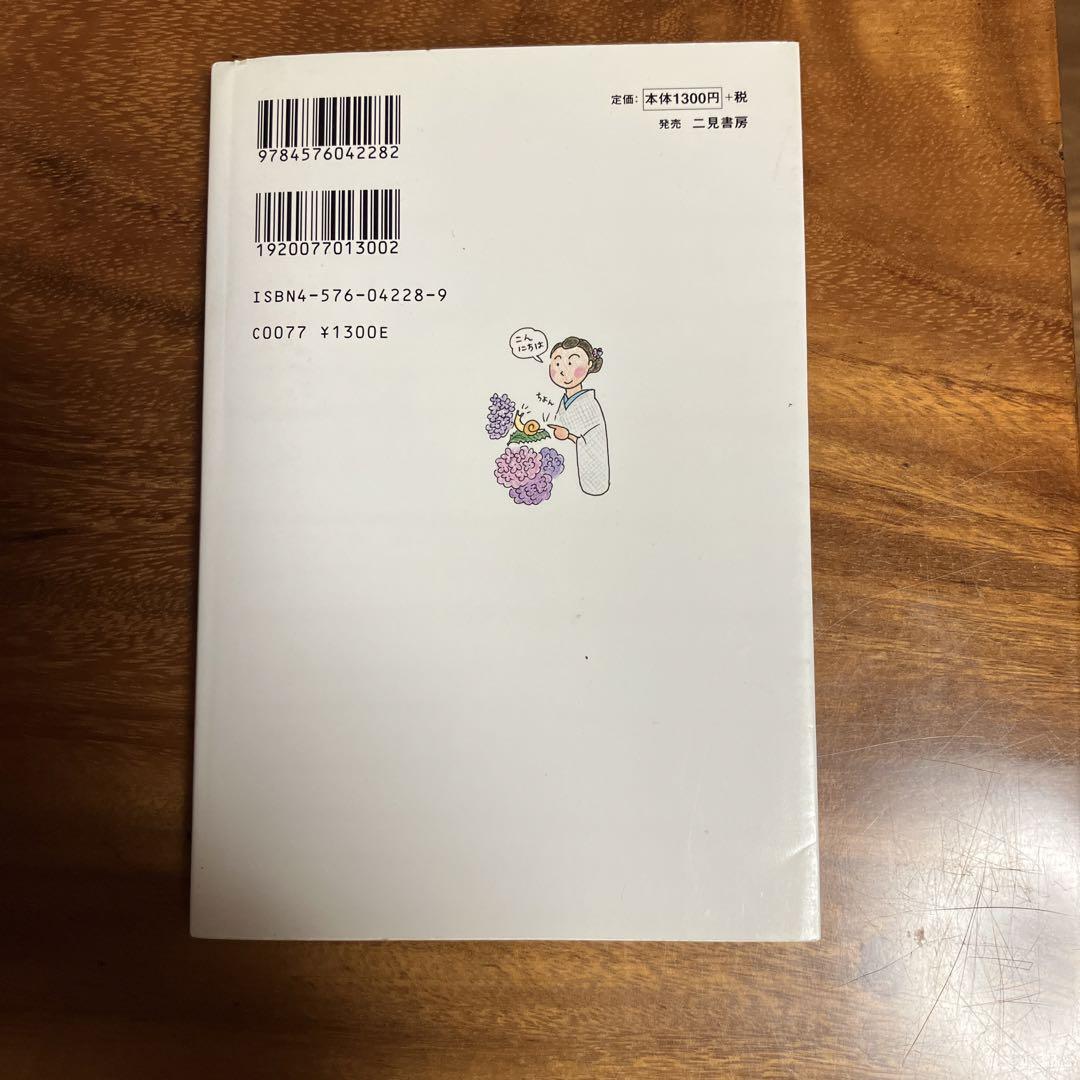 9784576042282
1920077013002
ISBN4-576-04228-9
C0077 ¥1300E
定価：本体1300円+税
発売 二見書房
こん
にちは
ちょん